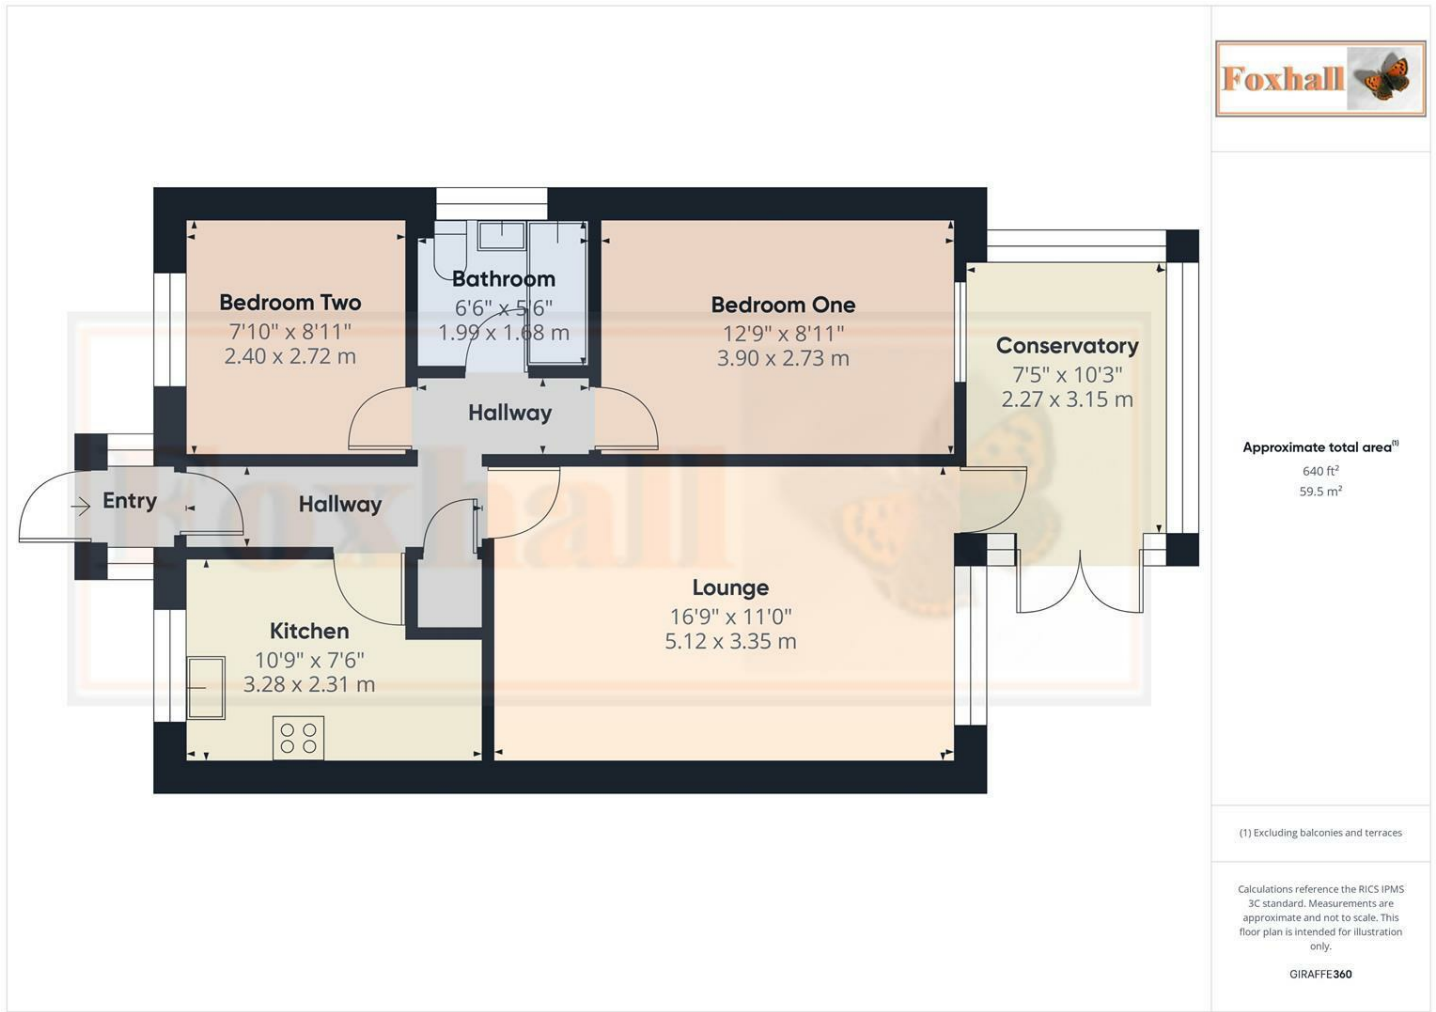 Foxhall
Bedroom Two
7'10" x 8'11"
2.40 x 2.72 m
Bathroom
6'6" x 5'6"
1.99 x 1.68 m
Bedroom One
12'9" x 8'11"
3.90 x 2.73 m
Conservatory
7'5" x 10'3"
2.27 x 3.15 m
Hallway
Entry
Hallway
Foxhall
Lounge
16'9" x 11'0"
5.12 x 3.35 m
Kitchen
10'9" x 7'6"
3.28 x 2.31 m
Approximate total area(1)
640 ft²
59.5 m²
(1) Excluding balconies and terraces
Calculations reference the RICS IPMS
3C standard. Measurements are
approximate and not to scale. This
floor plan is intended for illustration
only.
GIRAFFE360